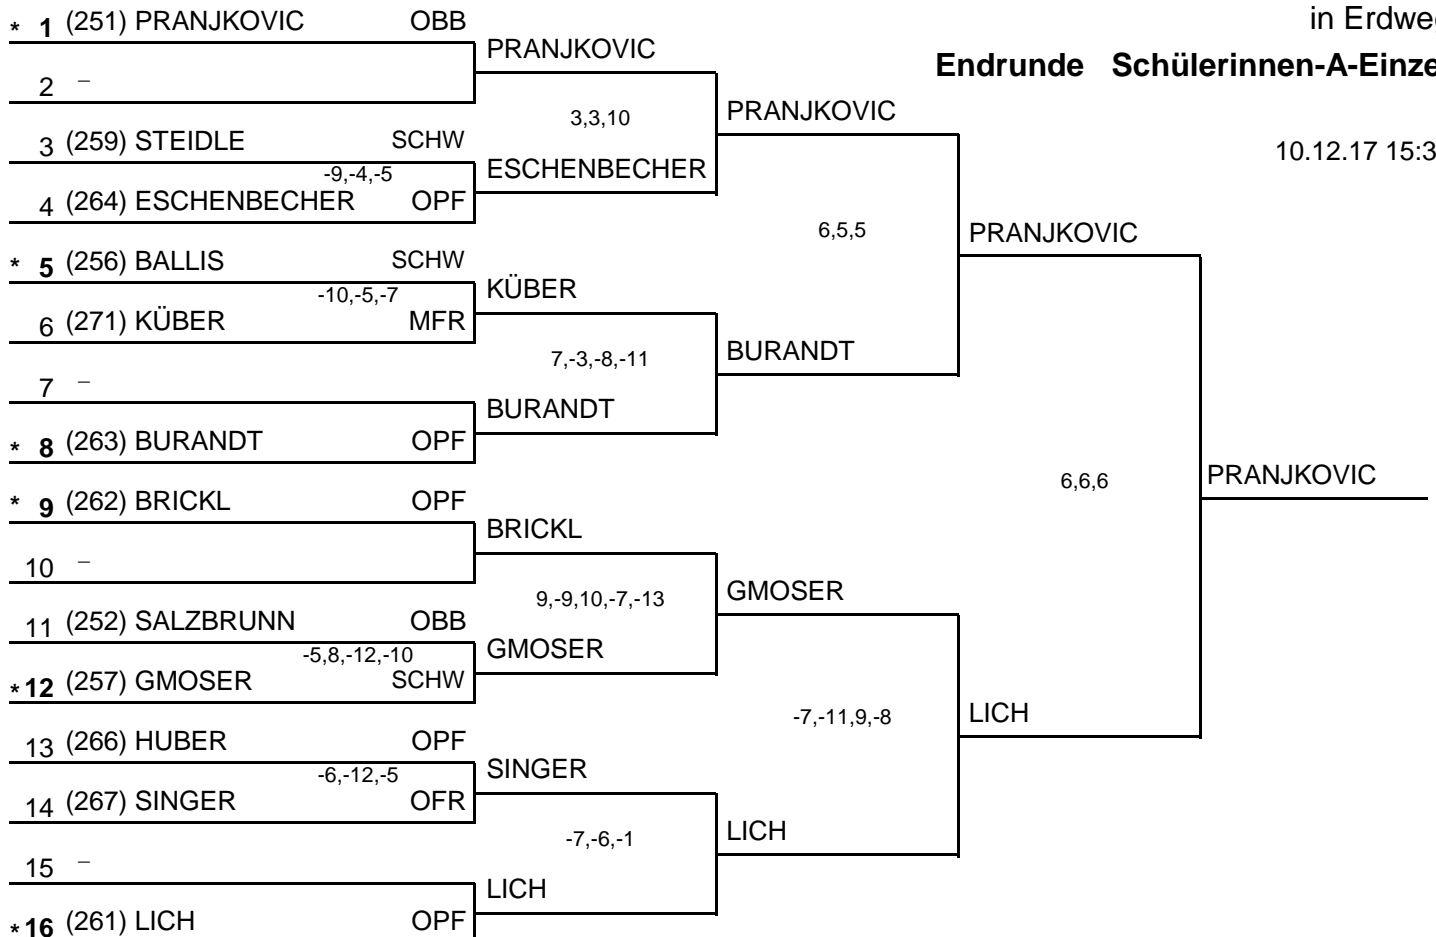 * 1 (251) PRANJKOVIC OBB
in Erdweg
PRANJKOVIC
Endrunde Schülerinnen-A-Einze
2 –
3,3,10
PRANJKOVIC
3 (259) STEIDLE SCHW
10.12.17 15:3
-9,-4,-5
ESCHENBECHER
4 (264) ESCHENBECHER OPF
6,5,5
PRANJKOVIC
* 5 (256) BALLIS SCHW
-10,-5,-7
KÜBER
6 (271) KÜBER MFR
7,-3,-8,-11
BURANDT
7 –
BURANDT
* 8 (263) BURANDT OPF
6,6,6
PRANJKOVIC
* 9 (262) BRICKL OPF
BRICKL
10 –
9,-9,10,-7,-13
GMOSER
11 (252) SALZBRUNN OBB
-5,8,-12,-10
GMOSER
* 12 (257) GMOSER SCHW
-7,-11,9,-8
LICH
13 (266) HUBER OPF
-6,-12,-5
SINGER
14 (267) SINGER OFR
-7,-6,-1
LICH
15 –
LICH
* 16 (261) LICH OPF